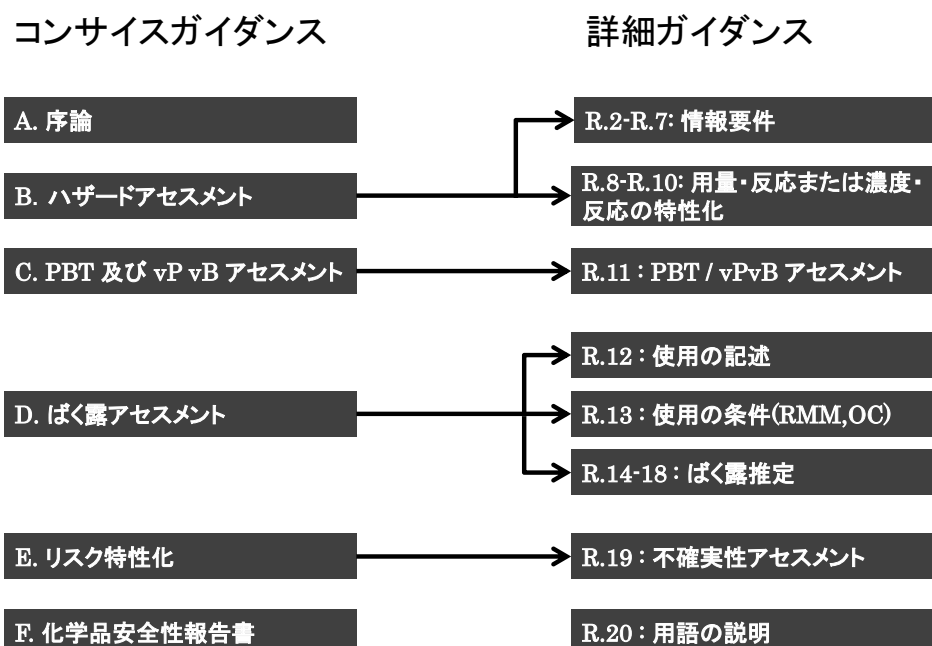 コンサイスガイダンス
詳細ガイダンス
A. 序論
R.2-R.7: 情報要件
B. ハザードアセスメント
R.8-R.10: 用量・反応または濃度・
反応の特性化
C. PBT 及び vP vB アセスメント
R.11 : PBT / vPvB アセスメント
R.12 : 使用の記述
D. ばく露アセスメント
R.13 : 使用の条件(RMM,OC)
R.14-18 : ばく露推定
E. リスク特性化
R.19 : 不確実性アセスメント
F. 化学品安全性報告書
R.20 : 用語の説明